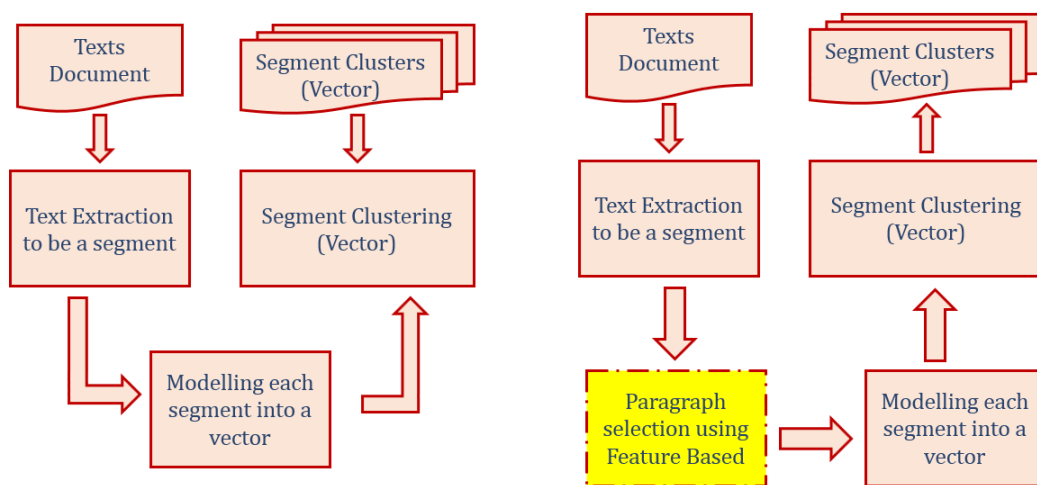 Texts
Document
Segment Clusters
(Vector)
Text Extraction
to be a segment
Segment Clustering
(Vector)
Modelling each
segment into a
vector
Texts
Document
Segment Clusters
(Vector)
Text Extraction
to be a segment
Segment Clustering
(Vector)
Paragraph
selection using
Feature Based
Modelling each
segment into a
vector